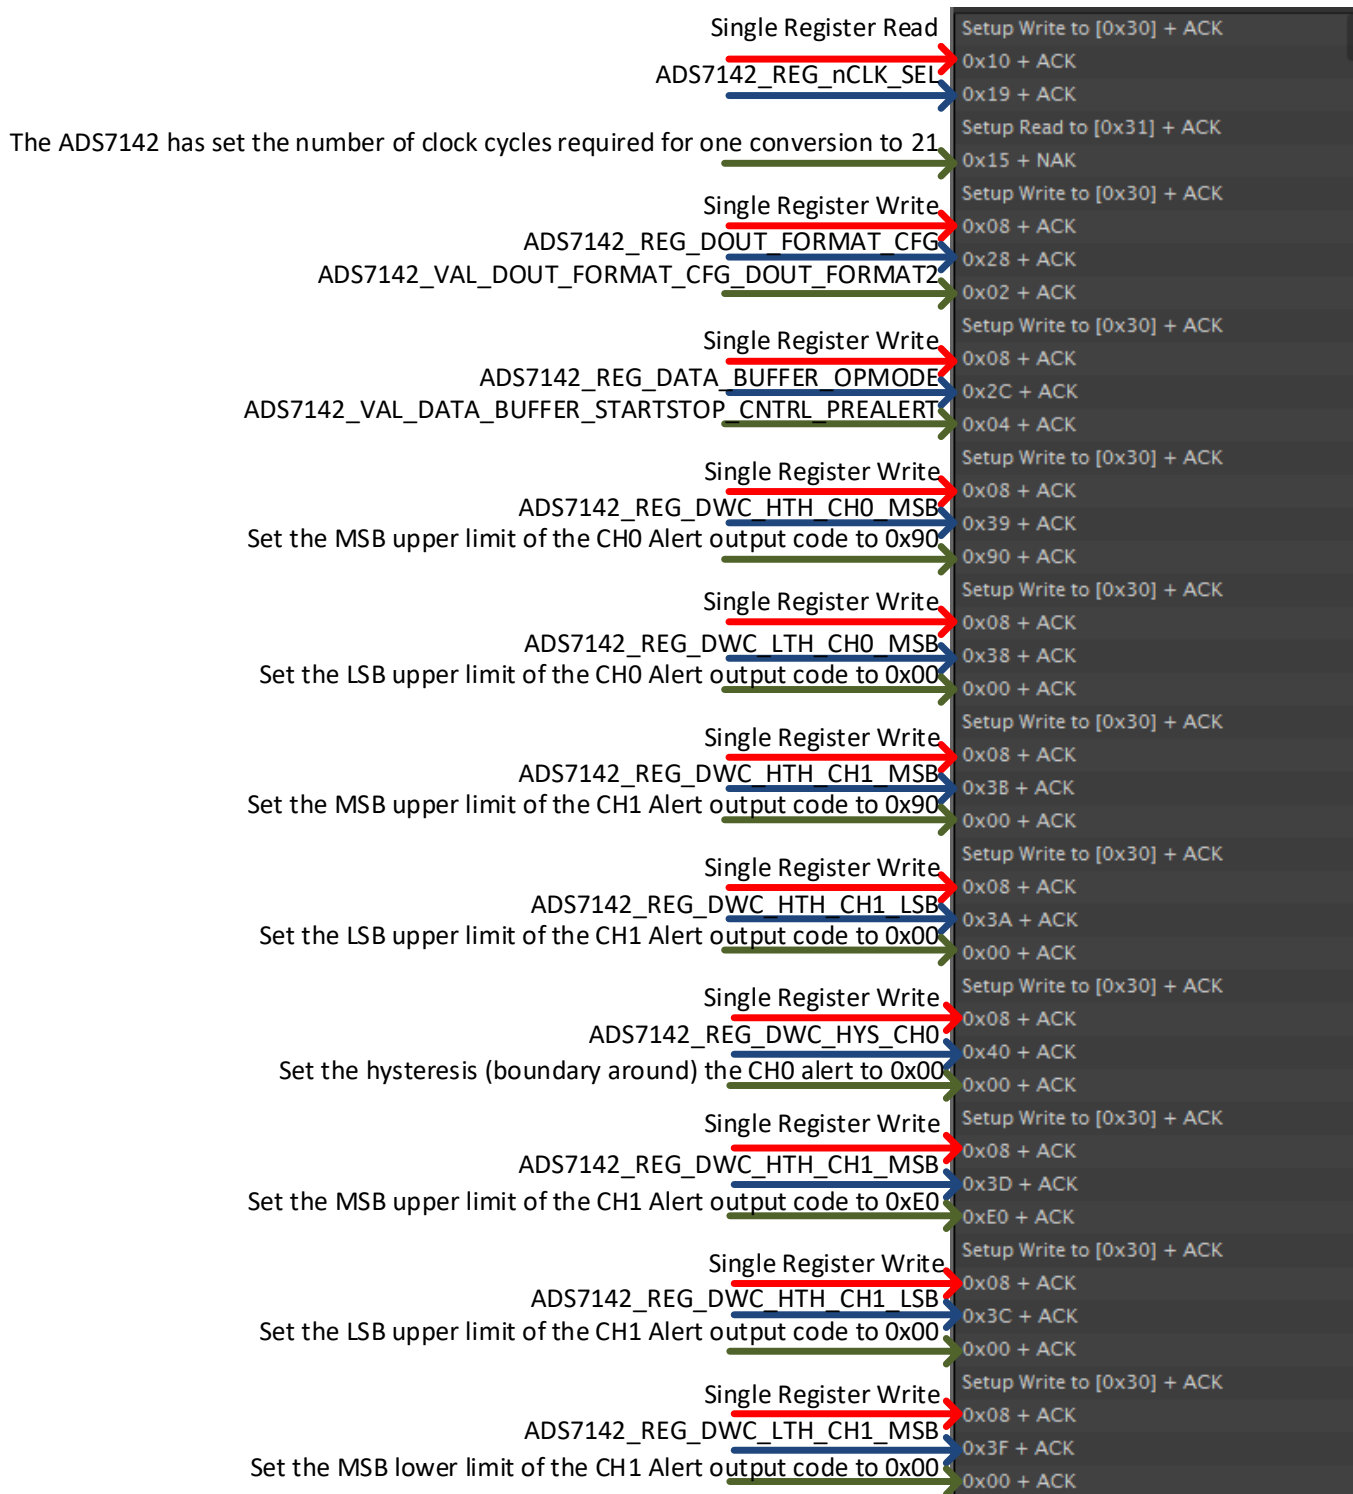 Single Register Read
Setup Write to [0x30] + ACK
0x10 + ACK
ADS7142_REG_nCLK_SEL
0x19 + ACK
Setup Read to [0x31] + ACK
The ADS7142 has set the number of clock cycles required for one conversion to 21
0x15 + NAK
Setup Write to [0x30] + ACK
Single Register Write
0x08 + ACK
ADS7142_REG_DOUT_FORMAT_CFG
0x28 + ACK
ADS7142_VAL_DOUT_FORMAT_CFG_DOUT_FORMAT2
0x02 + ACK
Setup Write to [0x30] + ACK
Single Register Write
0x08 + ACK
ADS7142_REG_DATA_BUFFER_OPMODE
0x2C + ACK
ADS7142_VAL_DATA_BUFFER_STARTSTOP_CNTRL_PREALERT
0x04 + ACK
Setup Write to [0x30] + ACK
Single Register Write
0x08 + ACK
ADS7142_REG_DWC_HTH_CH0_MSB
0x39 + ACK
Set the MSB upper limit of the CH0 Alert output code to 0x90
0x90 + ACK
Setup Write to [0x30] + ACK
Single Register Write
0x08 + ACK
ADS7142_REG_DWC_LTH_CH0_MSB
0x38 + ACK
Set the LSB upper limit of the CH0 Alert output code to 0x00
0x00 + ACK
Setup Write to [0x30] + ACK
Single Register Write
0x08 + ACK
ADS7142_REG_DWC_HTH_CH1_MSB
0x3B + ACK
Set the MSB upper limit of the CH1 Alert output code to 0x90
0x00 + ACK
Setup Write to [0x30] + ACK
Single Register Write
0x08 + ACK
ADS7142_REG_DWC_HTH_CH1_LSB
0x3A + ACK
Set the LSB upper limit of the CH1 Alert output code to 0x00
0x00 + ACK
Setup Write to [0x30] + ACK
Single Register Write
0x08 + ACK
ADS7142_REG_DWC_HYS_CH0
0x40 + ACK
Set the hysteresis (boundary around) the CH0 alert to 0x00
0x00 + ACK
Setup Write to [0x30] + ACK
Single Register Write
0x08 + ACK
ADS7142_REG_DWC_HTH_CH1_MSB
0x3D + ACK
Set the MSB upper limit of the CH1 Alert output code to 0xE0
0xE0 + ACK
Setup Write to [0x30] + ACK
Single Register Write
0x08 + ACK
ADS7142_REG_DWC_HTH_CH1_LSB
0x3C + ACK
Set the LSB upper limit of the CH1 Alert output code to 0x00
0x00 + ACK
Setup Write to [0x30] + ACK
Single Register Write
0x08 + ACK
ADS7142_REG_DWC_LTH_CH1_MSB
0x3F + ACK
Set the MSB lower limit of the CH1 Alert output code to 0x00
0x00 + ACK